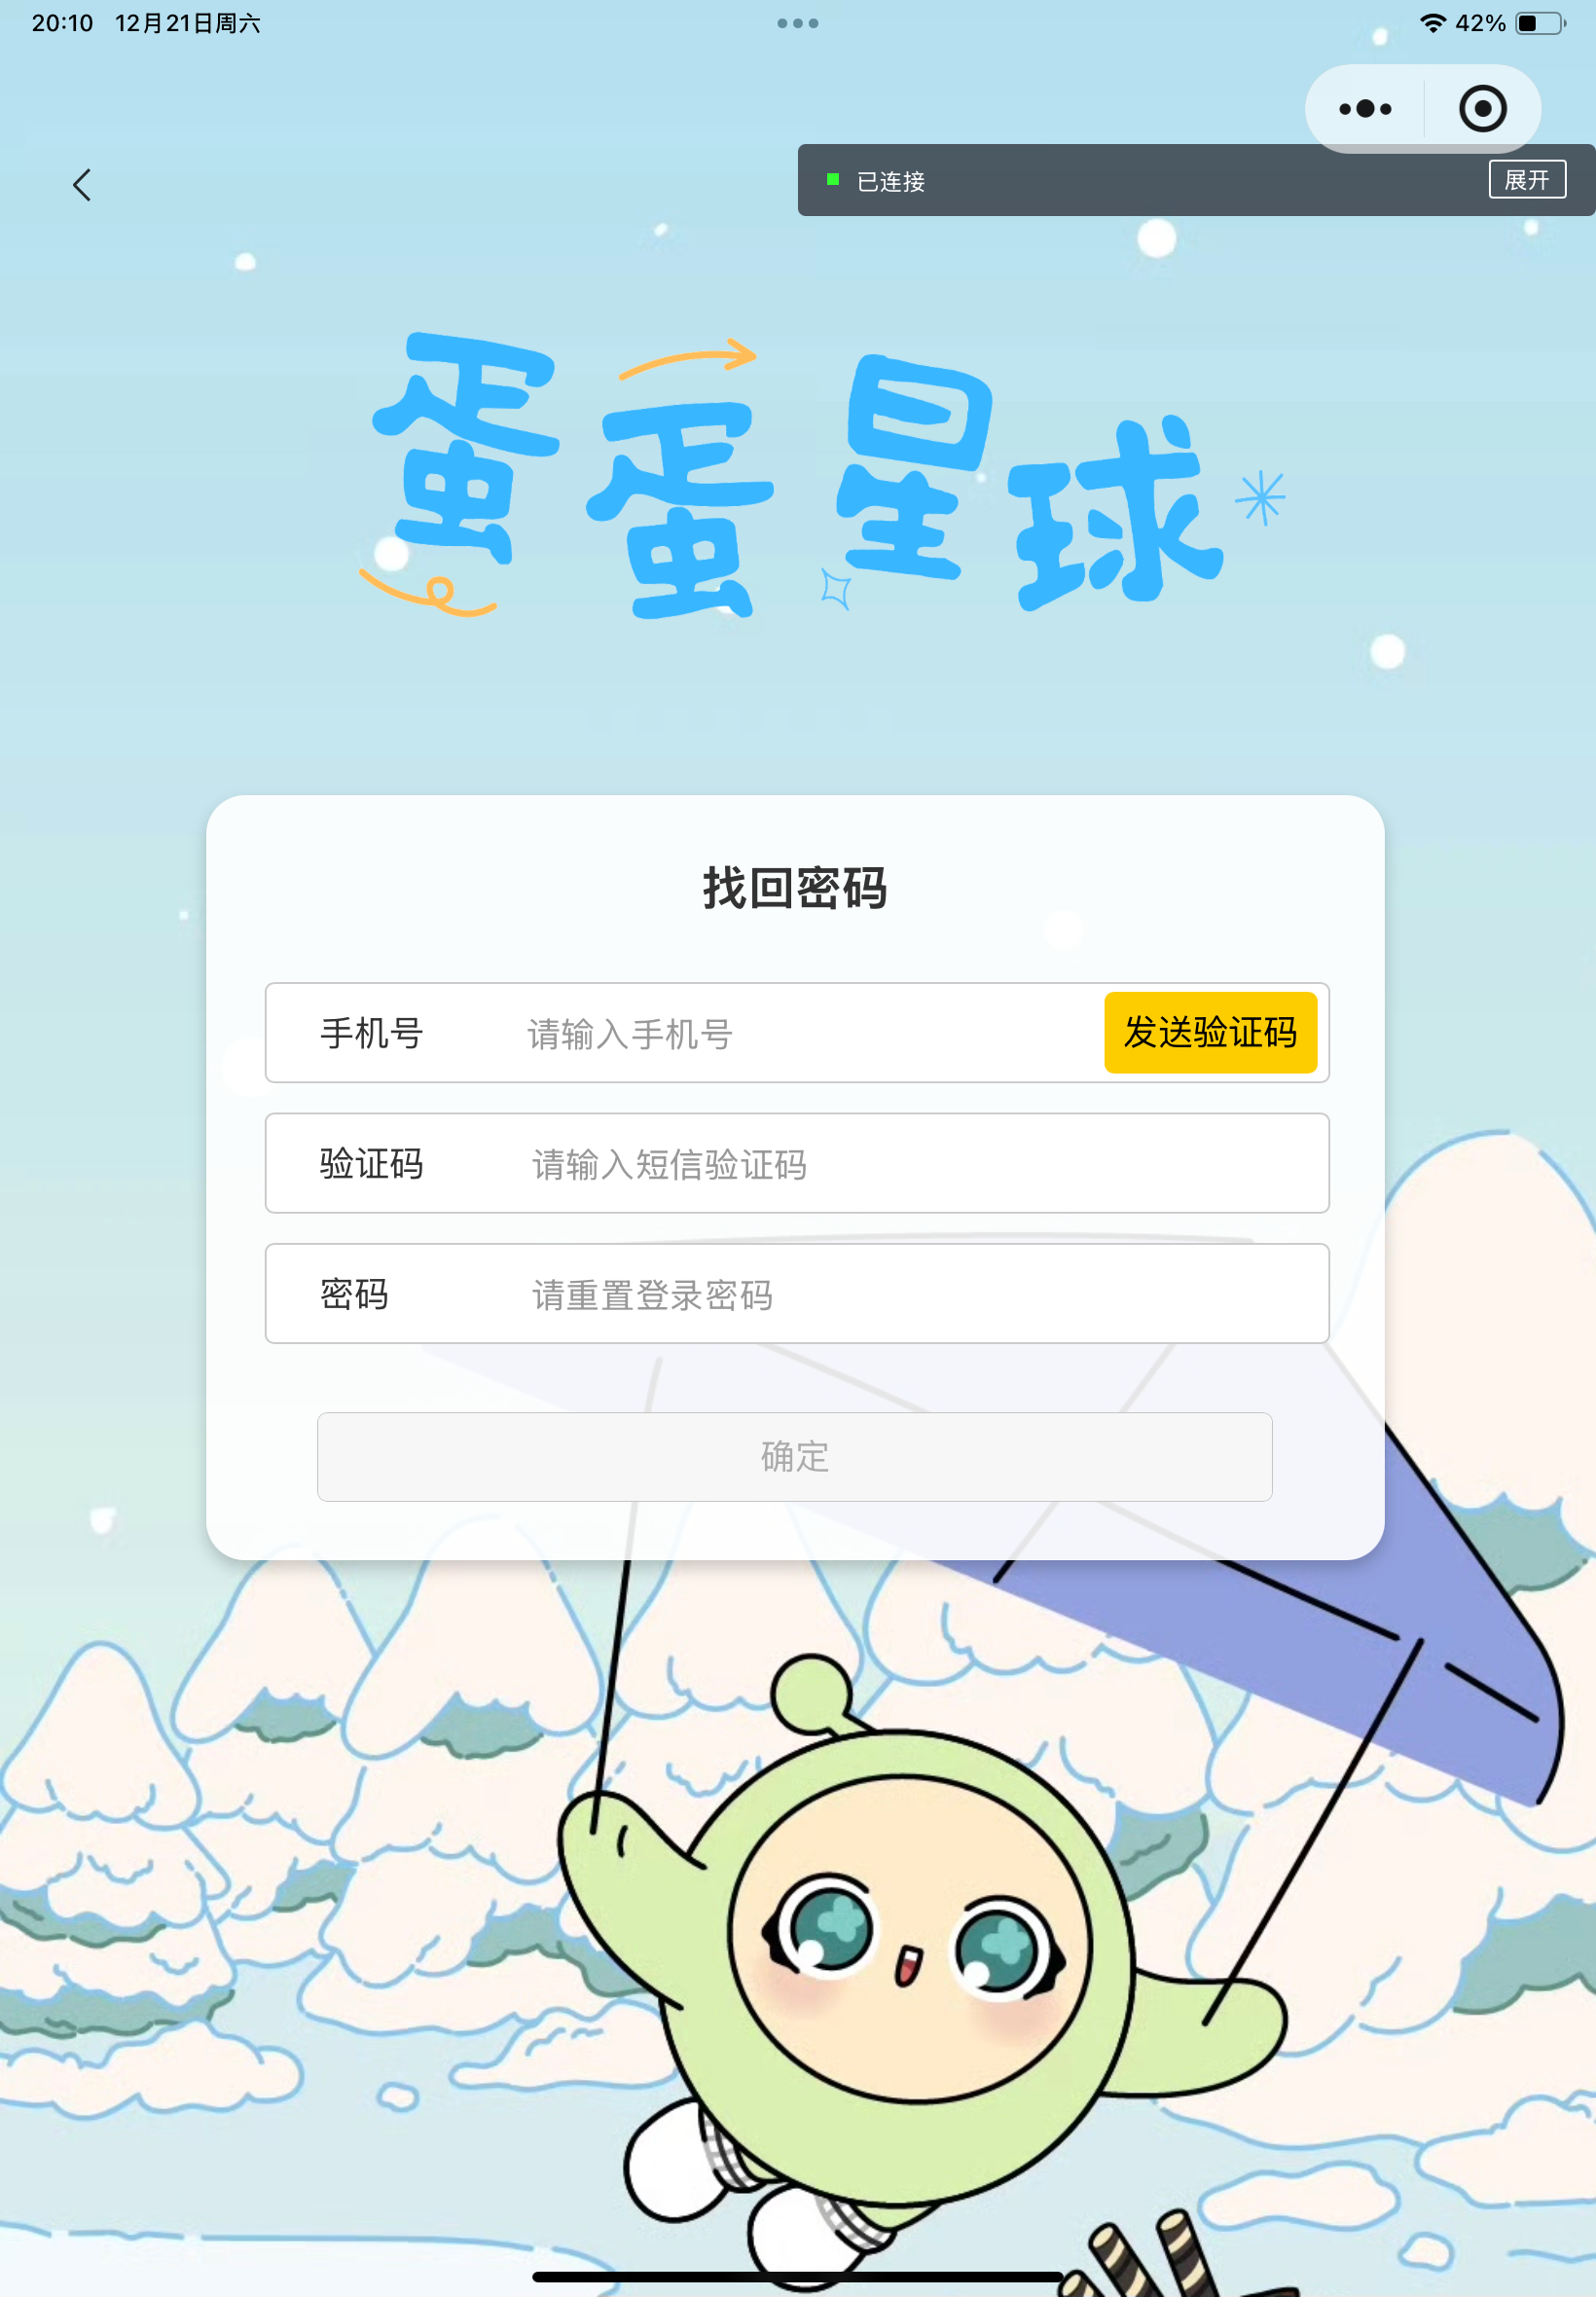 20:10 12月21日周六
42%
已连接
展开
蛋蛋星球
找回密码
手机号 请输入手机号 发送验证码
验证码 请输入短信验证码
密码 请重置登录密码
确定